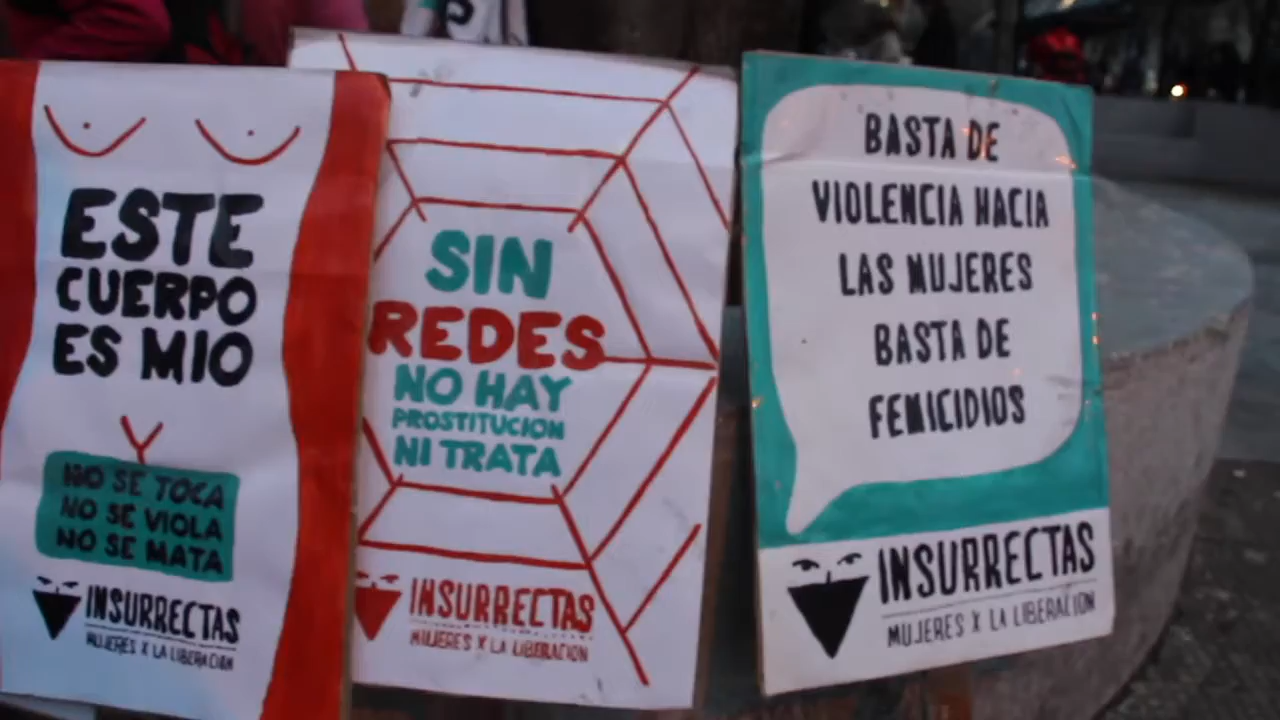 ESTE
CUERPO
ES MIO
NO SE TOCA
NO SE VIOLA
NO SE MATA
INSURRECTAS
MUJERES X LA LIBERACION
SIN
REDES
NO HAY
PROSTITUCION
NI TRATA
INSURRECTAS
MUJERES X LA LIBERACION
BASTA DE
VIOLENCIA HACIA
LAS MUJERES
BASTA DE
FEMICIDIOS
INSURRECTAS
MUJERES X LA LIBERACION